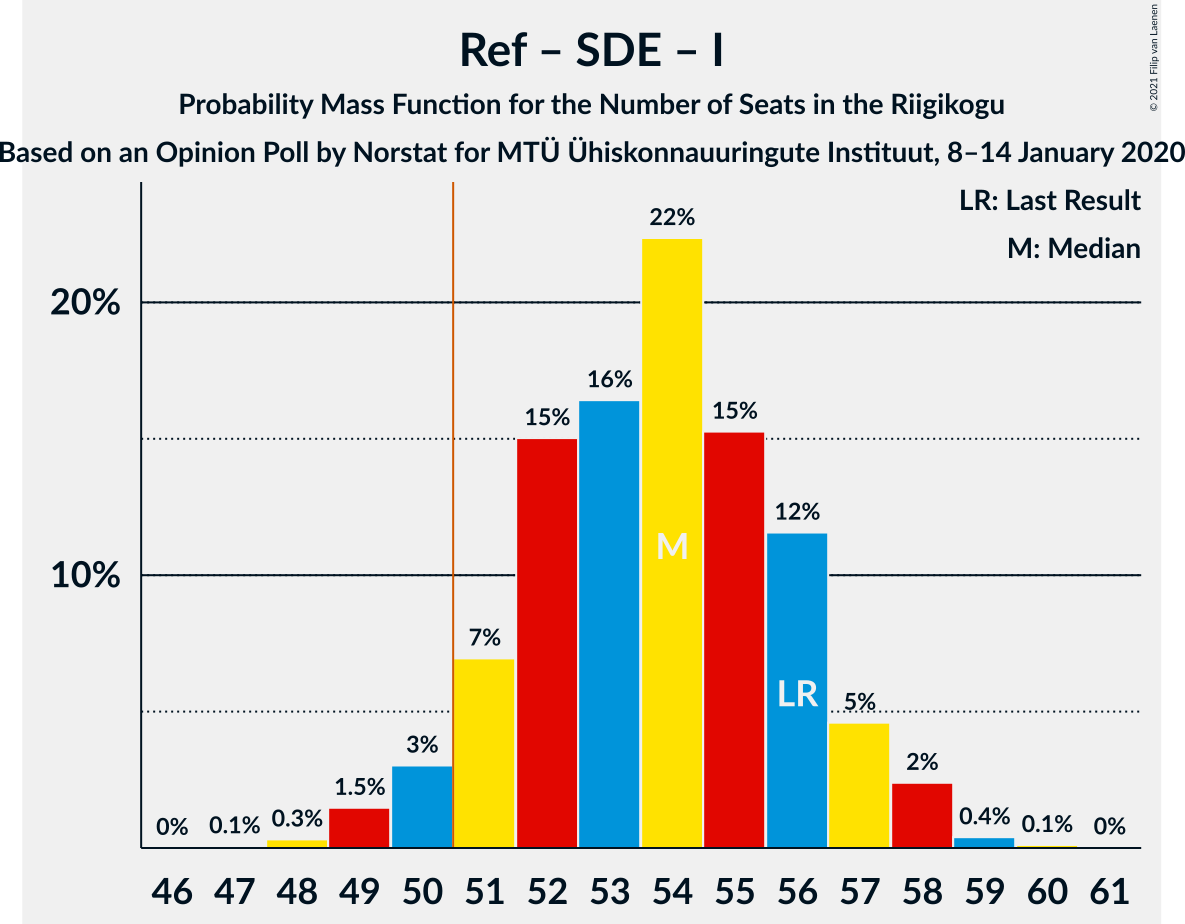 Ref – SDE – I
Probability Mass Function for the Number of Seats in the Riigikogu
Based on an Opinion Poll by Norstat for MTÜ Ühiskonnauuringute Instituut, 8–14 January 2020
© 2021 Filip van Laenen
LR: Last Result
M: Median
20%
10%
0%
0.1%
0.3%
1.5%
3%
7%
15%
16%
22%
15%
12%
5%
2%
0.4%
0.1%
0%
M
LR
46 47 48 49 50 51 52 53 54 55 56 57 58 59 60 61